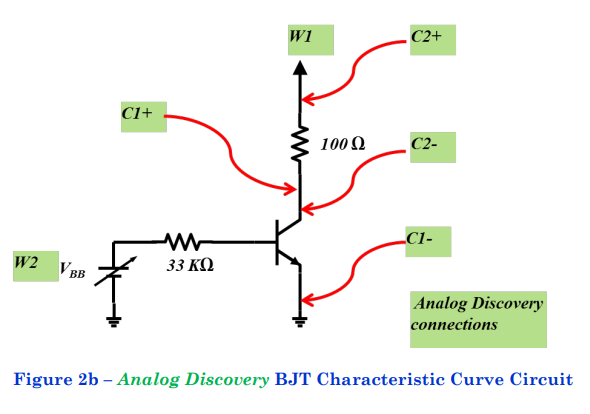 W1
C2+
C1+
100 Ω
C2-
C1-
W2
V_BB
33 KΩ
Analog Discovery
connections
Figure 2b – Analog Discovery BJT Characteristic Curve Circuit